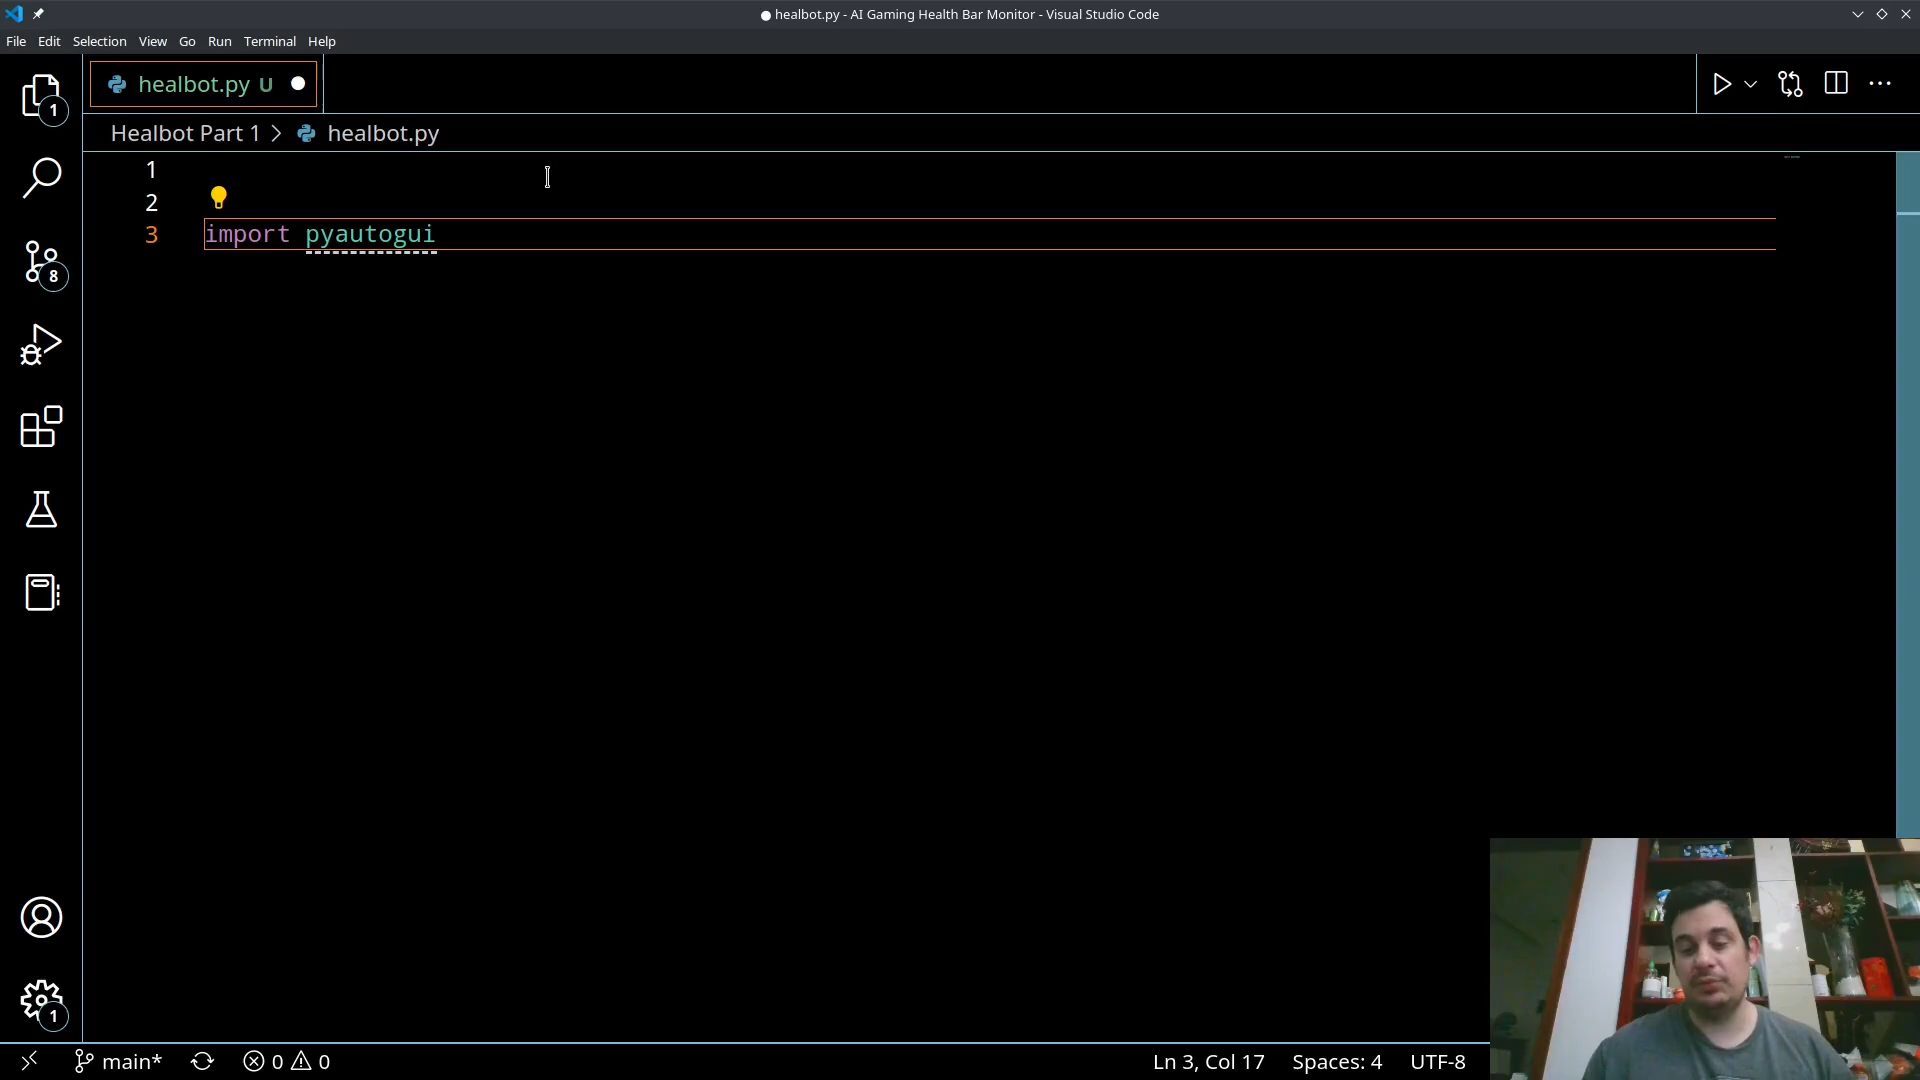 healbot.py - AI Gaming Health Bar Monitor - Visual Studio Code
File Edit Selection View Go Run Terminal Help
healbot.py U
Healbot Part 1 > healbot.py
1
2
3 import pyautogui
1
8
1
main* 0 0 Ln 3, Col 17 Spaces: 4 UTF-8